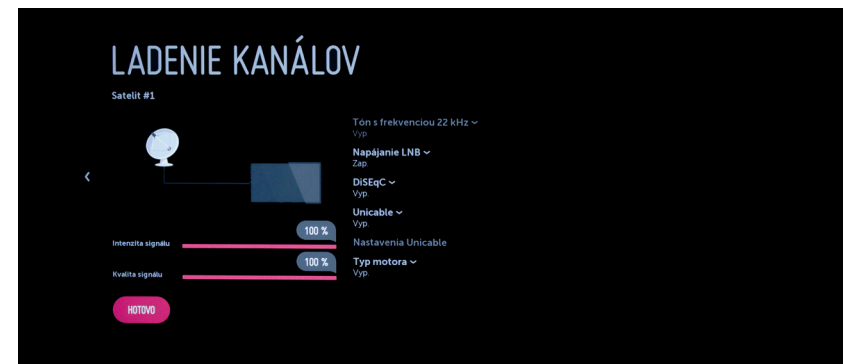 LADENIE KANÁLOV
Satelit #1
Tón s frekvenciou 22 kHz
Vyp.
Napájanie LNB
Zap.
DiSEqC
Vyp.
Unicable
Vyp.
Nastavenia Unicable
Typ motora
Vyp.
100 %
Intenzita signálu
100 %
Kvalita signálu
HOTOVO